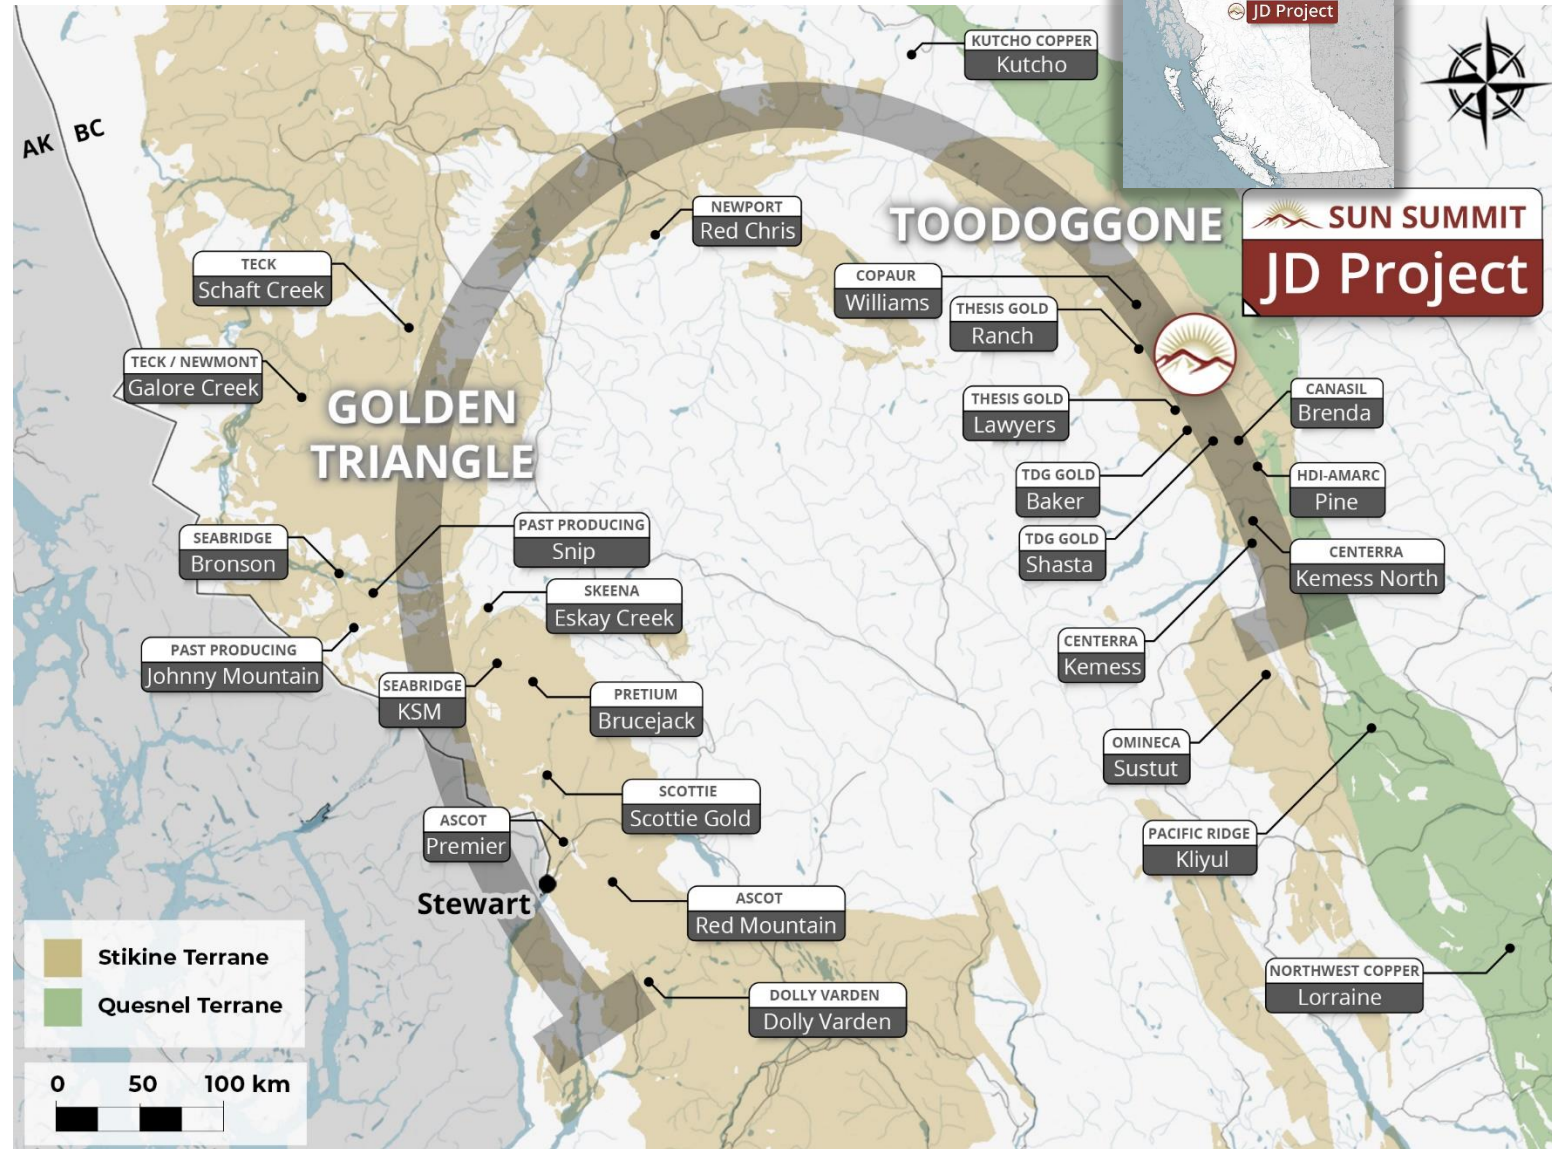 JD Project
KUTCHO COPPER
Kutcho
AK
BC
NEWPORT
Red Chris
TOODOGGONE
SUN SUMMIT
JD Project
TECK
Schaft Creek
COPAUR
Williams
THESIS GOLD
Ranch
TECK / NEWMONT
Galore Creek
GOLDEN
TRIANGLE
THESIS GOLD
Lawyers
CANASIL
Brenda
TDG GOLD
Baker
HDI-AMARC
Pine
SEABRIDGE
Bronson
PAST PRODUCING
Snip
TDG GOLD
Shasta
CENTERRA
Kemess North
SKEENA
Eskay Creek
PAST PRODUCING
Johnny Mountain
CENTERRA
Kemess
SEABRIDGE
KSM
PRETIUM
Brucejack
OMINECA
Sustut
SCOTTIE
Scottie Gold
ASCOT
Premier
PACIFIC RIDGE
Kliyul
Stewart
ASCOT
Red Mountain
Stikine Terrane
Quesnel Terrane
DOLLY VARDEN
Dolly Varden
NORTHWEST COPPER
Lorraine
0 50 100 km